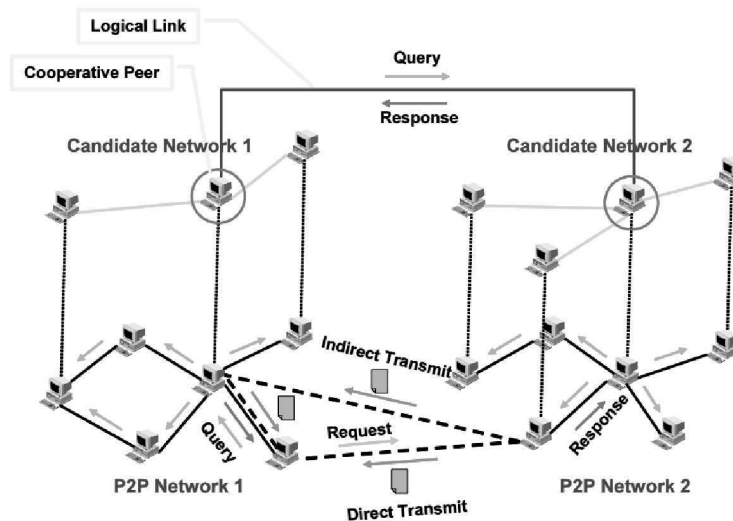 Logical Link
Cooperative Peer
Query
Response
Candidate Network 1
Candidate Network 2
Indirect Transmit
Query
Request
Response
P2P Network 1
Direct Transmit
P2P Network 2